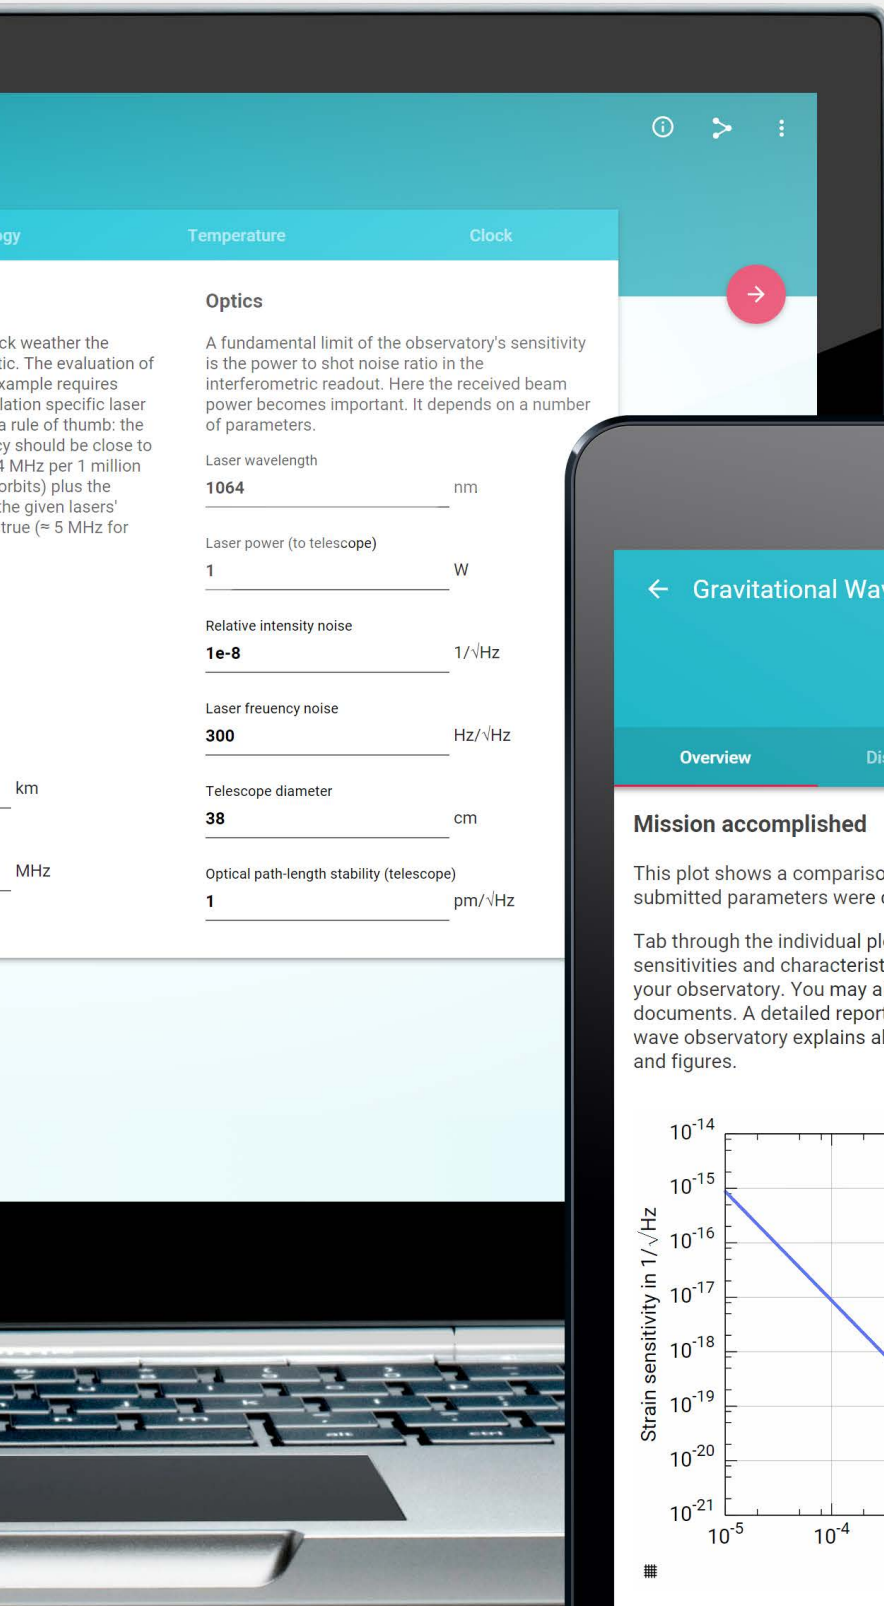 Temperature
Clock
ck weather the
tic. The evaluation of
xample requires
lation specific laser
a rule of thumb: the
cy should be close to
4 MHz per 1 million
orbits) plus the
the given lasers'
true (≈ 5 MHz for
km
MHz
Optics
A fundamental limit of the observatory's sensitivity
is the power to shot noise ratio in the
interferometric readout. Here the received beam
power becomes important. It depends on a number
of parameters.
Laser wavelength
1064 nm
Laser power (to telescope)
1 W
Relative intensity noise
1e-8 1/√Hz
Laser freuency noise
300 Hz/√Hz
Telescope diameter
38 cm
Optical path-length stability (telescope)
1 pm/√Hz
Gravitational Wav
Overview
Dis
Mission accomplished
This plot shows a compariso
submitted parameters were
Tab through the individual plo
sensitivities and characterist
your observatory. You may a
documents. A detailed report
wave observatory explains al
and figures.
Strain sensitivity in 1/√Hz
10-14
10-15
10-16
10-17
10-18
10-19
10-20
10-21
10-5
10-4
alt
ctrl